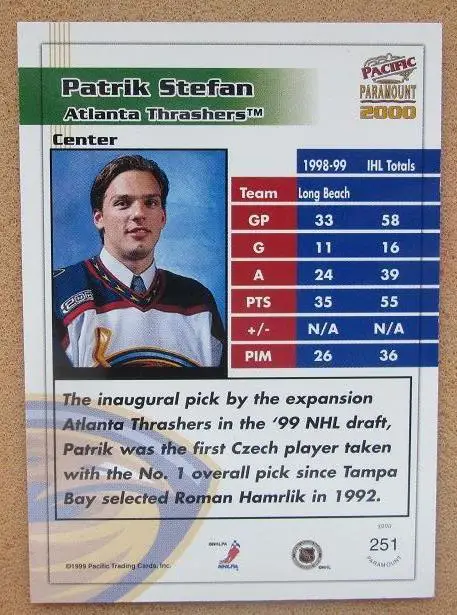 PACIFIC
PARAMOUNT
2000
Patrik Stefan
Atlanta Thrashers™
Center
1998-99 IHL Totals
Team Long Beach
GP 33 58
G 11 16
A 24 39
PTS 35 55
+/- N/A N/A
PIM 26 36
The inaugural pick by the expansion
Atlanta Thrashers in the '99 NHL draft,
Patrik was the first Czech player taken
with the No. 1 overall pick since Tampa
Bay selected Roman Hamrlik in 1992.
©1999 Pacific Trading Cards, Inc.
NHLPA
251
PARAMOUNT